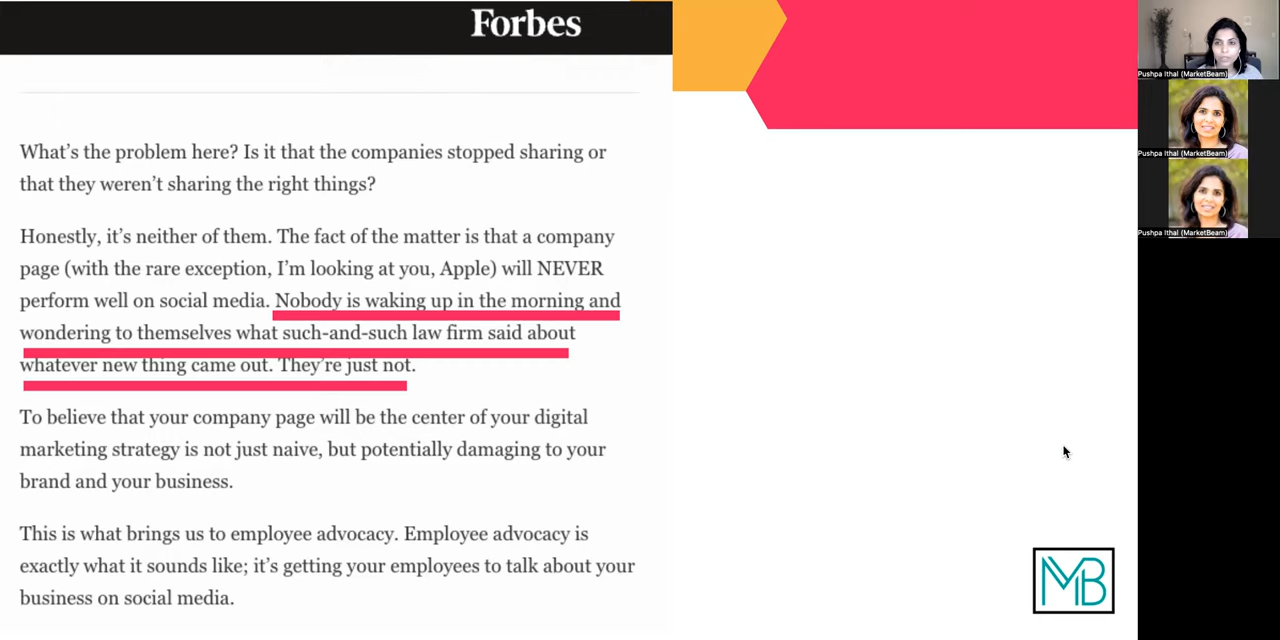 Forbes
What’s the problem here? Is it that the companies stopped sharing or
that they weren’t sharing the right things?
Honestly, it’s neither of them. The fact of the matter is that a company
page (with the rare exception, I’m looking at you, Apple) will NEVER
perform well on social media. Nobody is waking up in the morning and
wondering to themselves what such-and-such law firm said about
whatever new thing came out. They’re just not.
To believe that your company page will be the center of your digital
marketing strategy is not just naive, but potentially damaging to your
brand and your business.
This is what brings us to employee advocacy. Employee advocacy is
exactly what it sounds like; it’s getting your employees to talk about your
business on social media.
MB
Pushpa Ithal (MarketBeam)
Pushpa Ithal (MarketBeam)
Pushpa Ithal (MarketBeam)